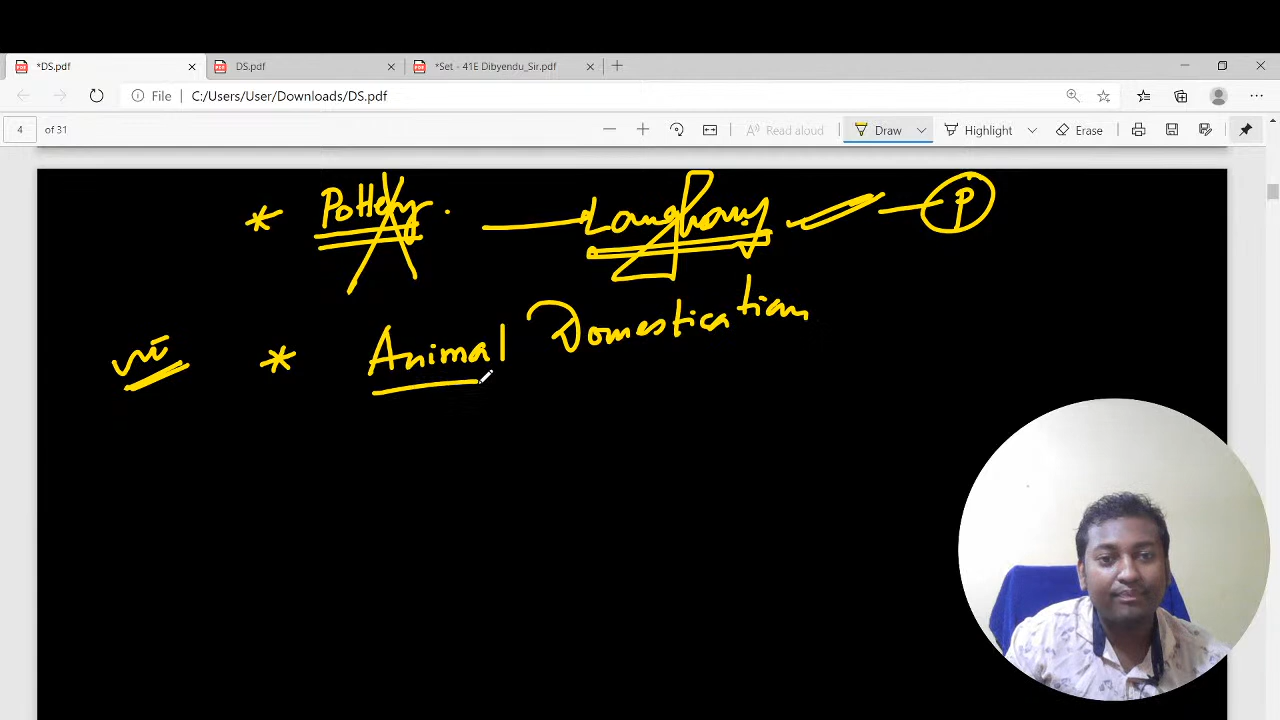 *DS.pdf DS.pdf *Set - 41E Dibyendu_Sir.pdf
File C:/Users/User/Downloads/DS.pdf
4 of 31 Read aloud Draw Highlight Erase
* Pottery. Langhanj P
* Animal Domestication